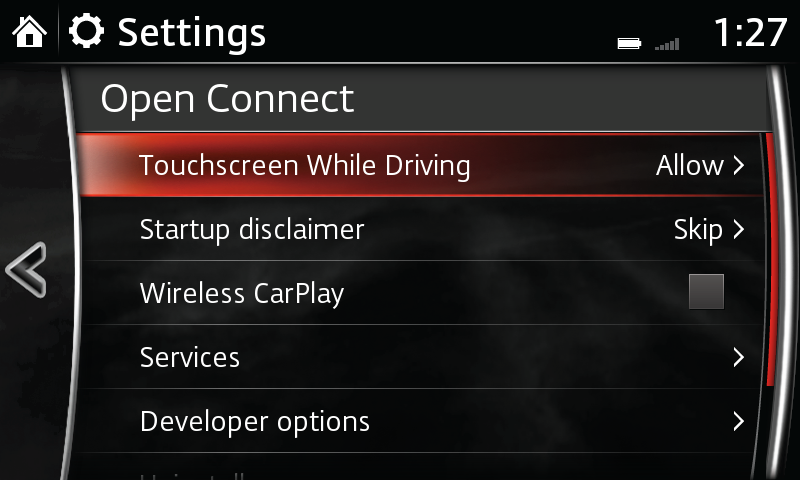 Settings 1:27
Open Connect
Touchscreen While Driving Allow
Startup disclaimer Skip
Wireless CarPlay
Services
Developer options